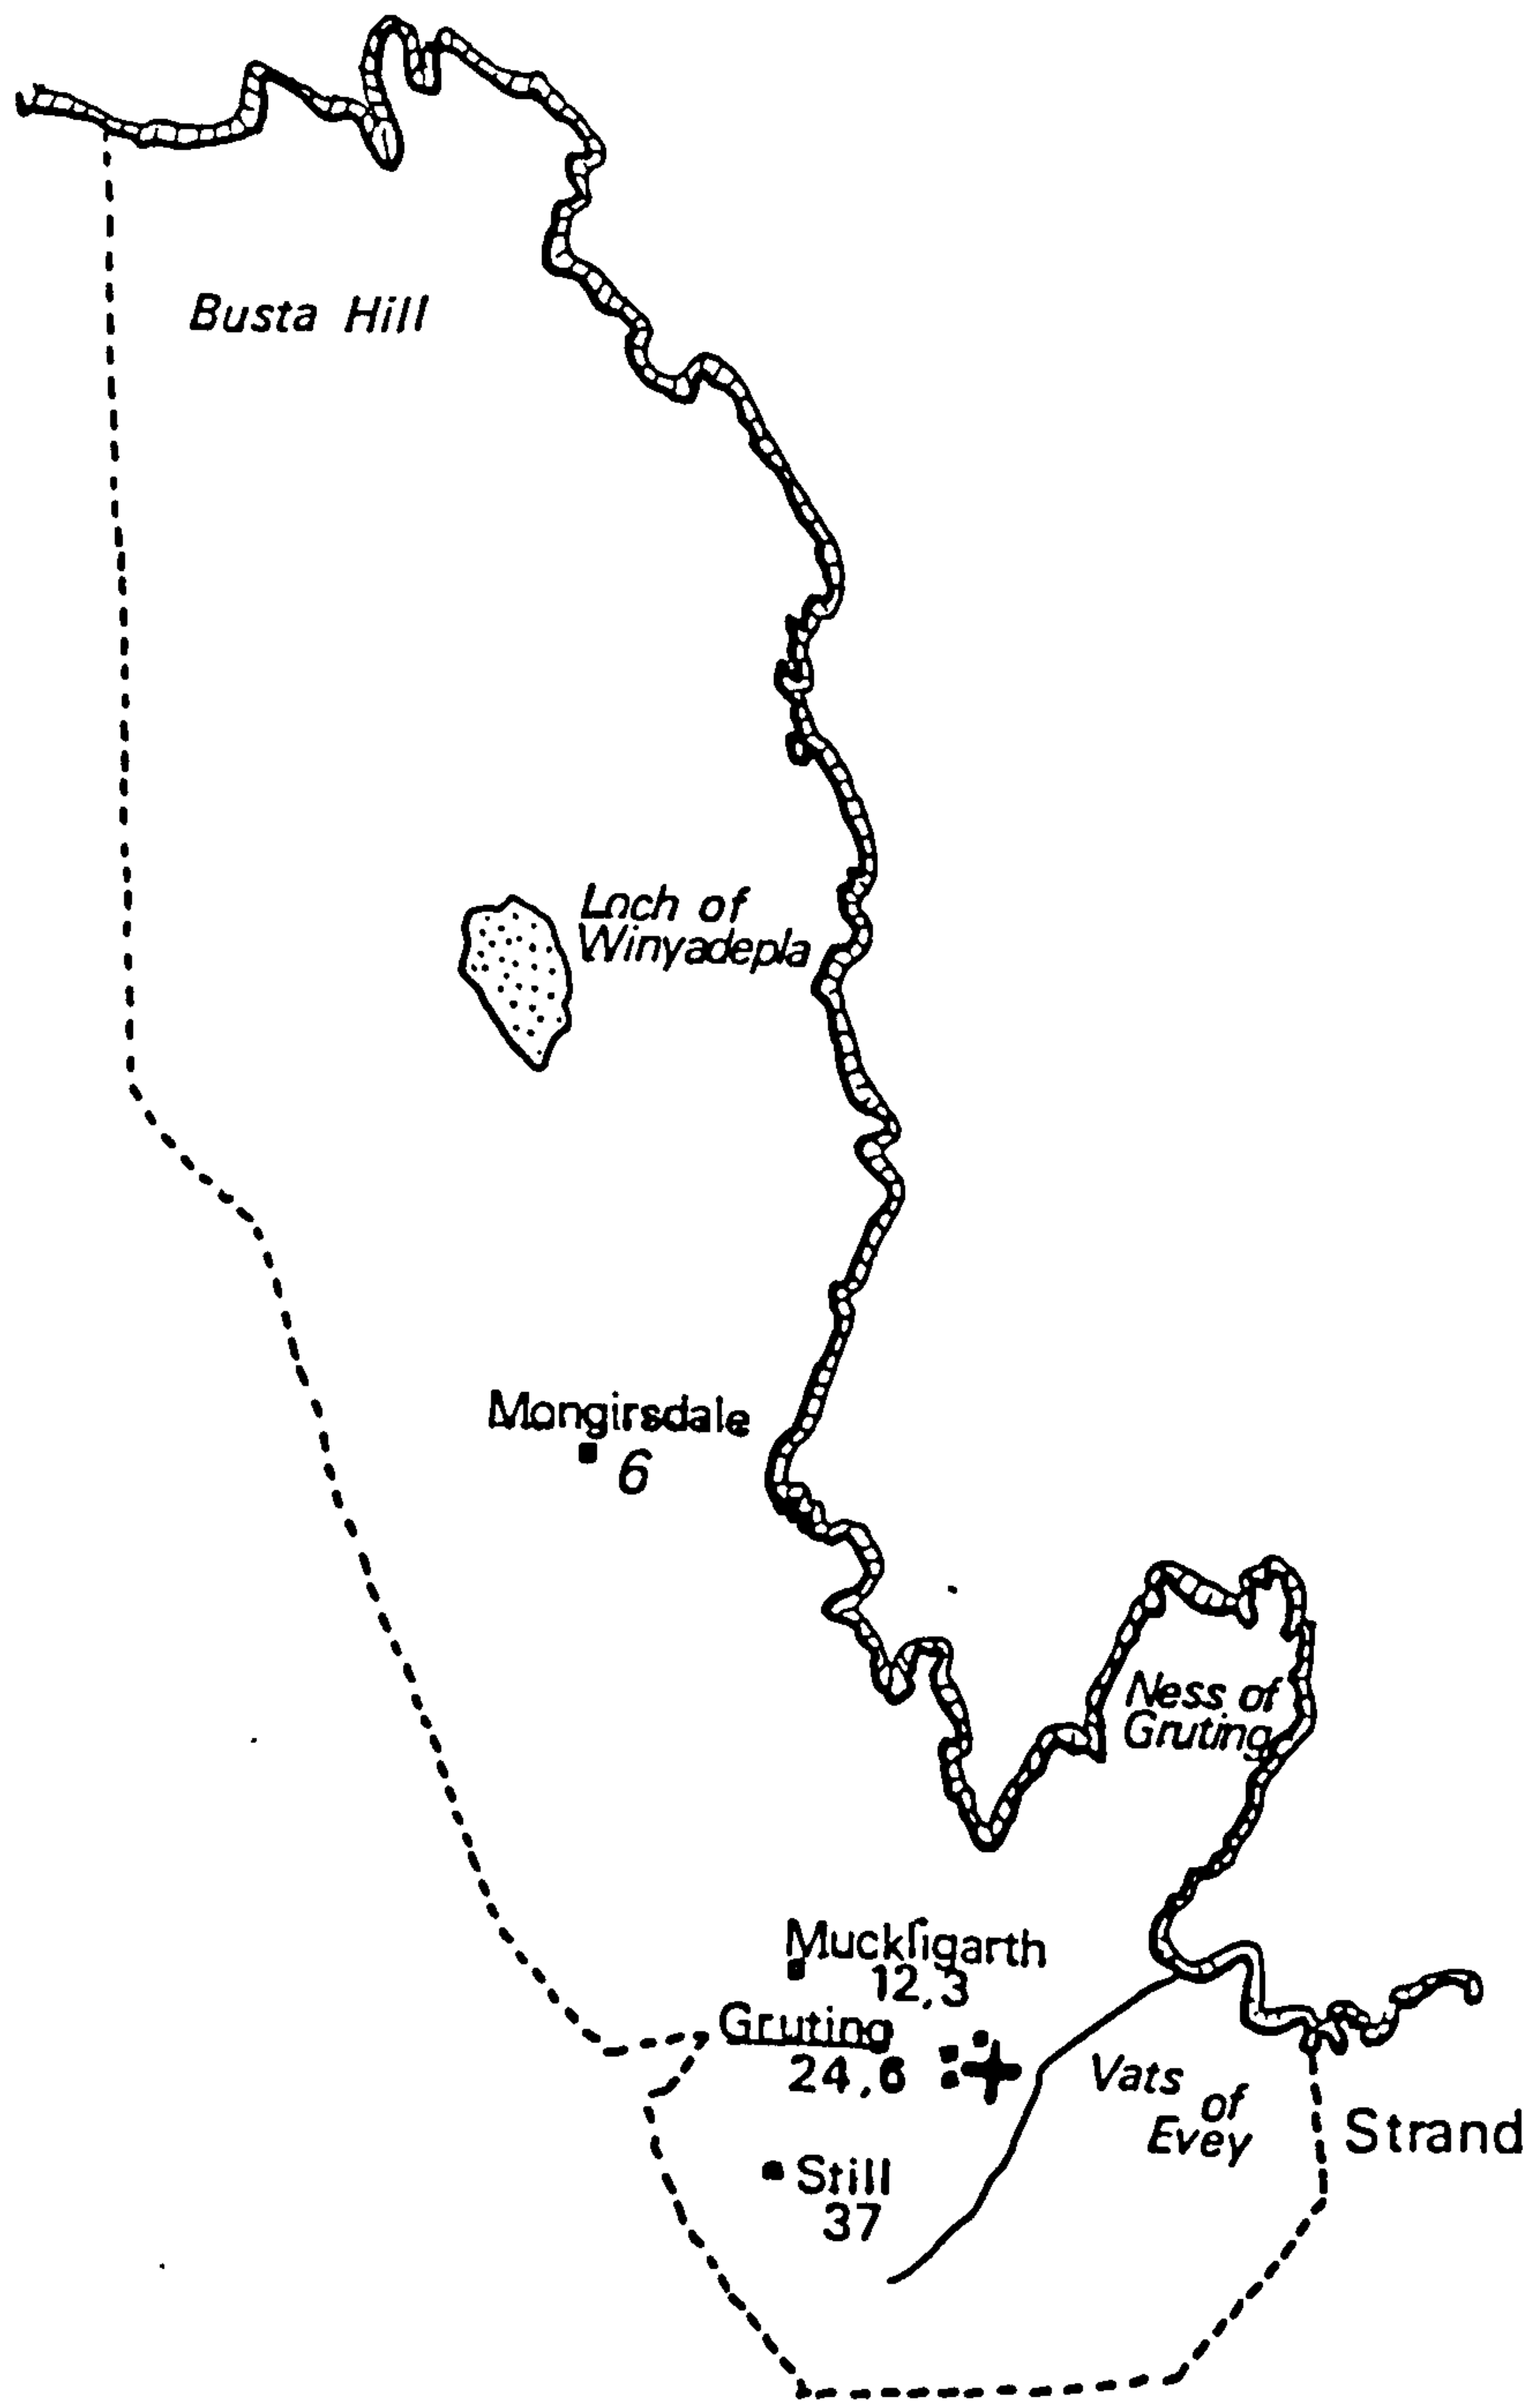 Busta Hill
Loch of
Winyadepla
Mongirsdale
6
Ness of
Gruting
Muckligarth
12,3
Gruting
24,6
Vats
of
Evey
Strand
Still
37